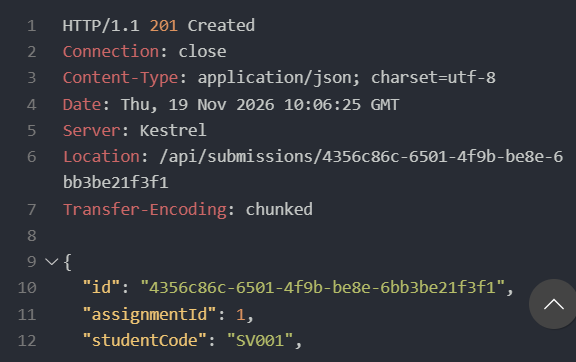 1 HTTP/1.1 201 Created
2 Connection: close
3 Content-Type: application/json; charset=utf-8
4 Date: Thu, 19 Nov 2026 10:06:25 GMT
5 Server: Kestrel
6 Location: /api/submissions/4356c86c-6501-4f9b-be8e-6
bb3be21f3f1
7 Transfer-Encoding: chunked
8
9 {
10 "id": "4356c86c-6501-4f9b-be8e-6bb3be21f3f1",
11 "assignmentId": 1,
12 "studentCode": "SV001",